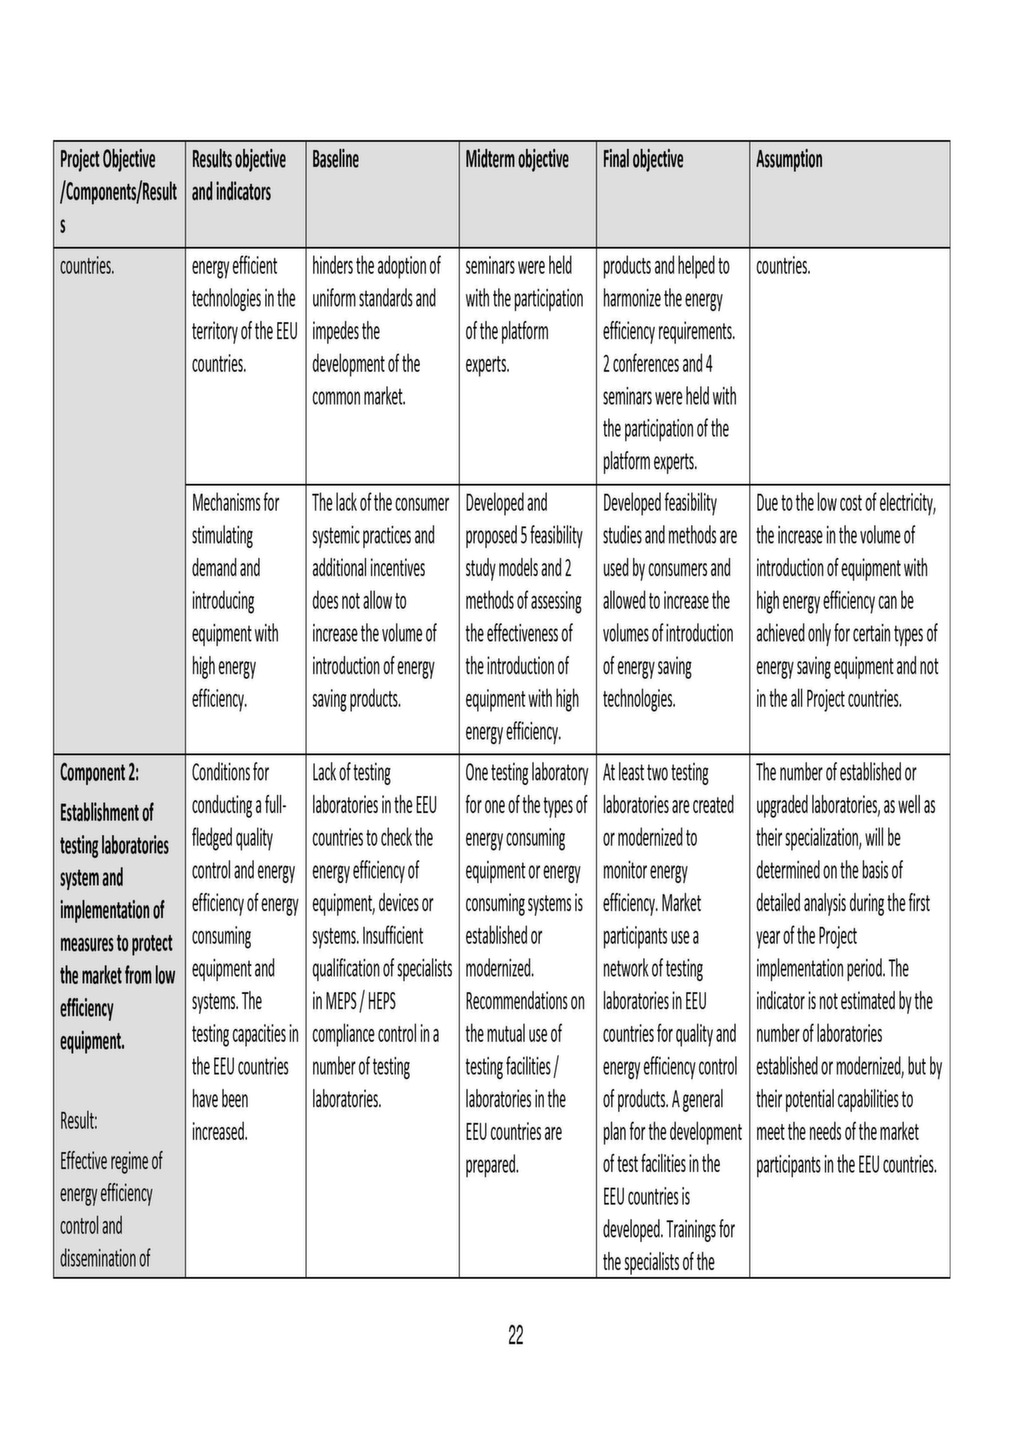 Project Objective
/Components/Result
s
Results objective
and indicators
Baseline
Midterm objective
Final objective
Assumption
countries.
energy efficient
technologies in the
territory of the EEU
countries.
hinders the adoption of
uniform standards and
impedes the
development of the
common market.
seminars were held
with the participation
of the platform
experts.
products and helped to
harmonize the energy
efficiency requirements.
2 conferences and 4
seminars were held with
the participation of the
platform experts.
countries.
Mechanisms for
stimulating
demand and
introducing
equipment with
high energy
efficiency.
The lack of the consumer
systemic practices and
additional incentives
does not allow to
increase the volume of
introduction of energy
saving products.
Developed and
proposed 5 feasibility
study models and 2
methods of assessing
the effectiveness of
the introduction of
equipment with high
energy efficiency.
Developed feasibility
studies and methods are
used by consumers and
allowed to increase the
volumes of introduction
of energy saving
technologies.
Due to the low cost of electricity,
the increase in the volume of
introduction of equipment with
high energy efficiency can be
achieved only for certain types of
energy saving equipment and not
in the all Project countries.
Component 2:
Establishment of
testing laboratories
system and
implementation of
measures to protect
the market from low
efficiency
equipment.
Result:
Effective regime of
energy efficiency
control and
dissemination of
Conditions for
conducting a full-
fledged quality
control and energy
efficiency of energy
consuming
equipment and
systems. The
testing capacities in
the EEU countries
have been
increased.
Lack of testing
laboratories in the EEU
countries to check the
energy efficiency of
equipment, devices or
systems. Insufficient
qualification of specialists
in MEPS / HEPS
compliance control in a
number of testing
laboratories.
One testing laboratory
for one of the types of
energy consuming
equipment or energy
consuming systems is
established or
modernized.
Recommendations on
the mutual use of
testing facilities /
laboratories in the
EEU countries are
prepared.
At least two testing
laboratories are created
or modernized to
monitor energy
efficiency. Market
participants use a
network of testing
laboratories in EEU
countries for quality and
energy efficiency control
of products. A general
plan for the development
of test facilities in the
EEU countries is
developed. Trainings for
the specialists of the
The number of established or
upgraded laboratories, as well as
their specialization, will be
determined on the basis of
detailed analysis during the first
year of the Project
implementation period. The
indicator is not estimated by the
number of laboratories
established or modernized, but by
their potential capabilities to
meet the needs of the market
participants in the EEU countries.
22